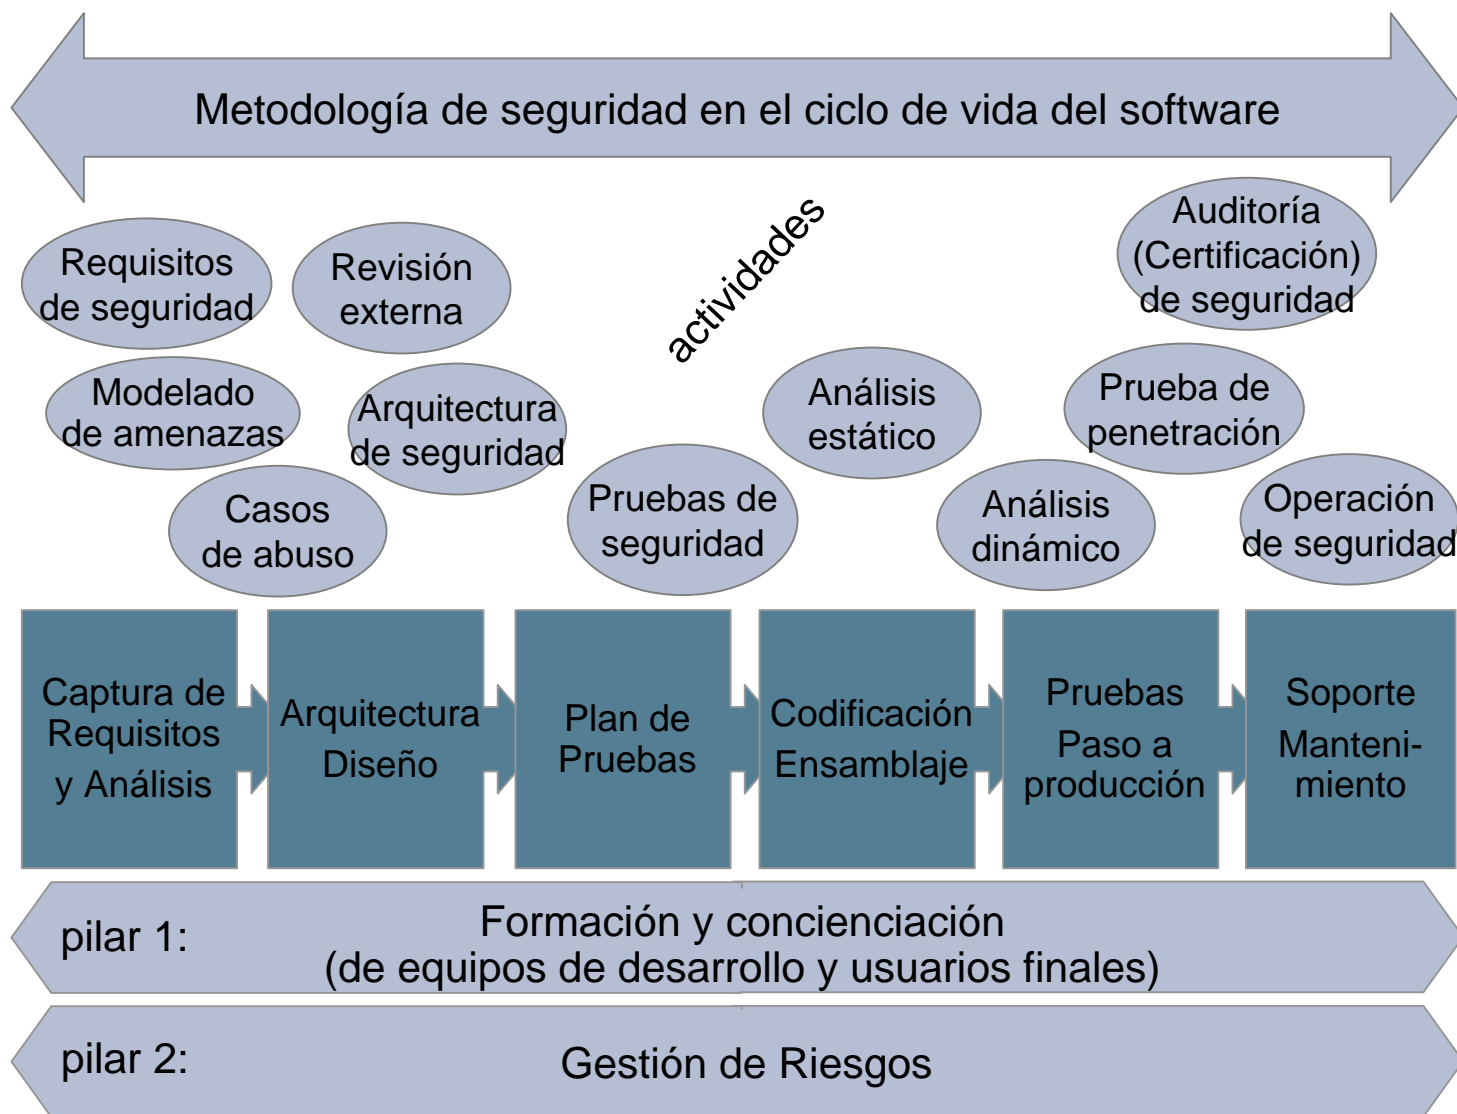 Metodología de seguridad en el ciclo de vida del software
actividades
Requisitos
de seguridad
Revisión
externa
Auditoría
(Certificación)
de seguridad
Modelado
de amenazas
Arquitectura
de seguridad
Análisis
estático
Prueba de
penetración
Casos
de abuso
Pruebas de
seguridad
Análisis
dinámico
Operación
de seguridad
Captura de
Requisitos
y Análisis
Arquitectura
Diseño
Plan de
Pruebas
Codificación
Ensamblaje
Pruebas
Paso a
producción
Soporte
Manteni-
miento
pilar 1:
Formación y concienciación
(de equipos de desarrollo y usuarios finales)
pilar 2:
Gestión de Riesgos